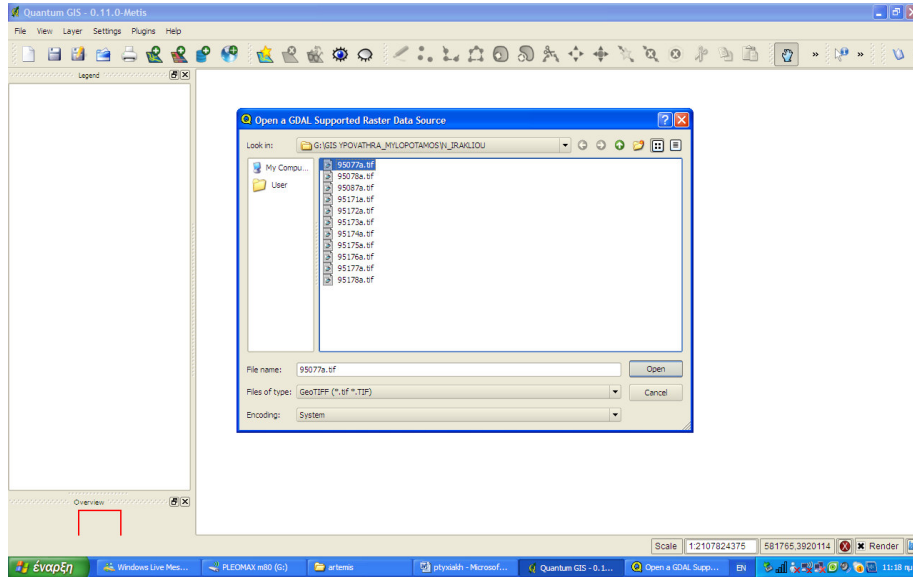 Quantum GIS - 0.11.0-Metis
File View Layer Settings Plugins Help
Legend
Open a GDAL Supported Raster Data Source
Look in: G:\GIS YPOVATHRA_MYLOPOTAMOS\N_IRAKLIOU
My Compu...
User
95077a.tif
95078a.tif
95087a.tif
95171a.tif
95172a.tif
95173a.tif
95174a.tif
95175a.tif
95176a.tif
95177a.tif
95178a.tif
File name: 95077a.tif Open
Files of type: GeoTIFF (*.tif *.TIF) Cancel
Encoding: System
Overview
Scale 1:2107824375 581765,3920114 Render
έναρξη Windows Live Mes... PLEOMAX m80 (G:) artemis ptyxiakh - Microsof... Quantum GIS - 0.1... Open a GDAL Supp... EN 11:18 πμ